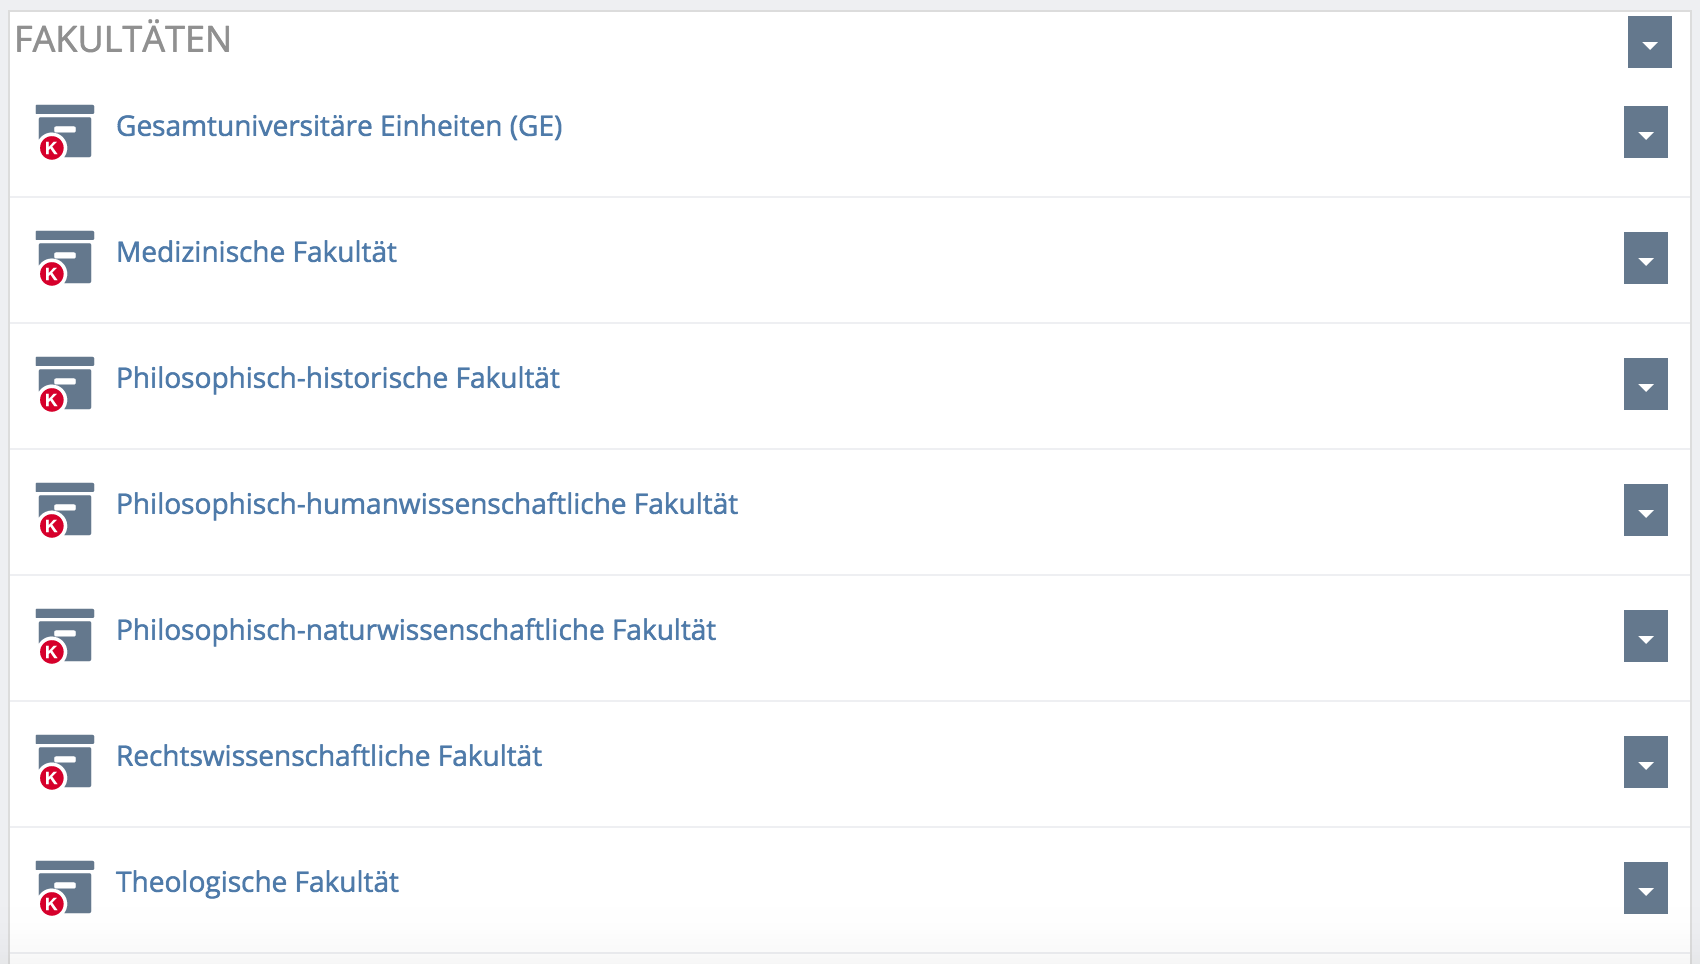 FAKULTÄTEN
K Gesamtuniversitäre Einheiten (GE)
K Medizinische Fakultät
K Philosophisch-historische Fakultät
K Philosophisch-humanwissenschaftliche Fakultät
K Philosophisch-naturwissenschaftliche Fakultät
K Rechtswissenschaftliche Fakultät
K Theologische Fakultät